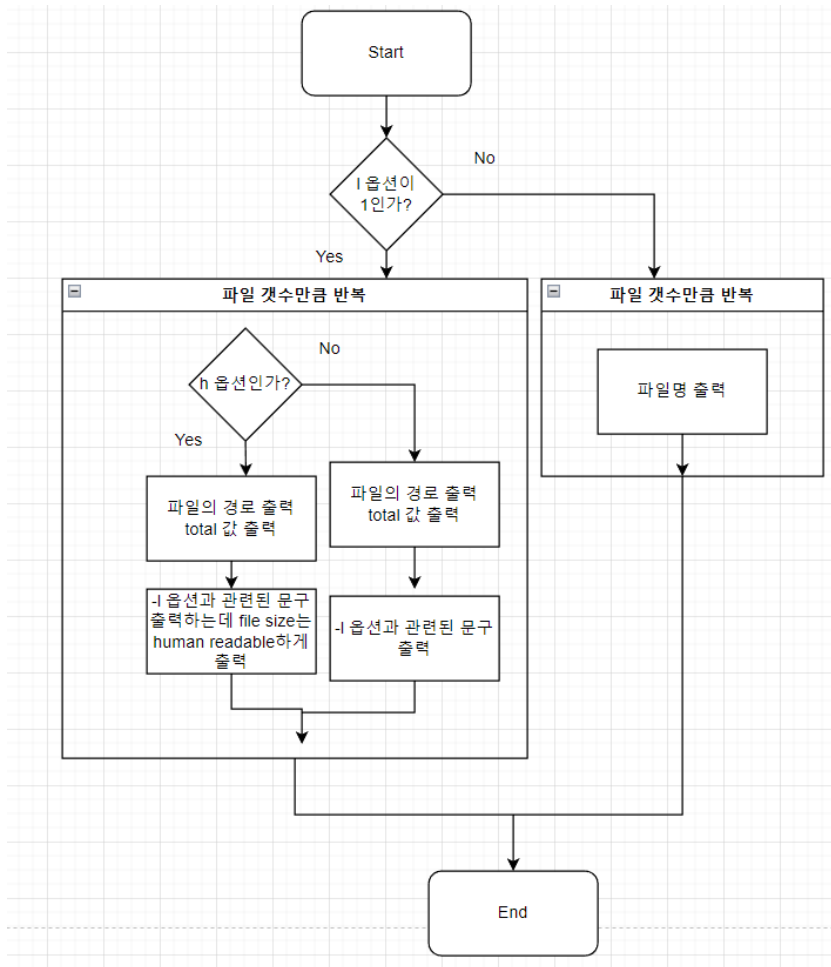 Start
l 옵션이
1인가?
No
Yes
파일 갯수만큼 반복
h 옵션인가?
No
Yes
파일의 경로 출력
total 값 출력
-l 옵션과 관련된 문구
출력하는데 file size는
human readable하게
출력
파일의 경로 출력
total 값 출력
-l 옵션과 관련된 문구
출력
파일 갯수만큼 반복
파일명 출력
End